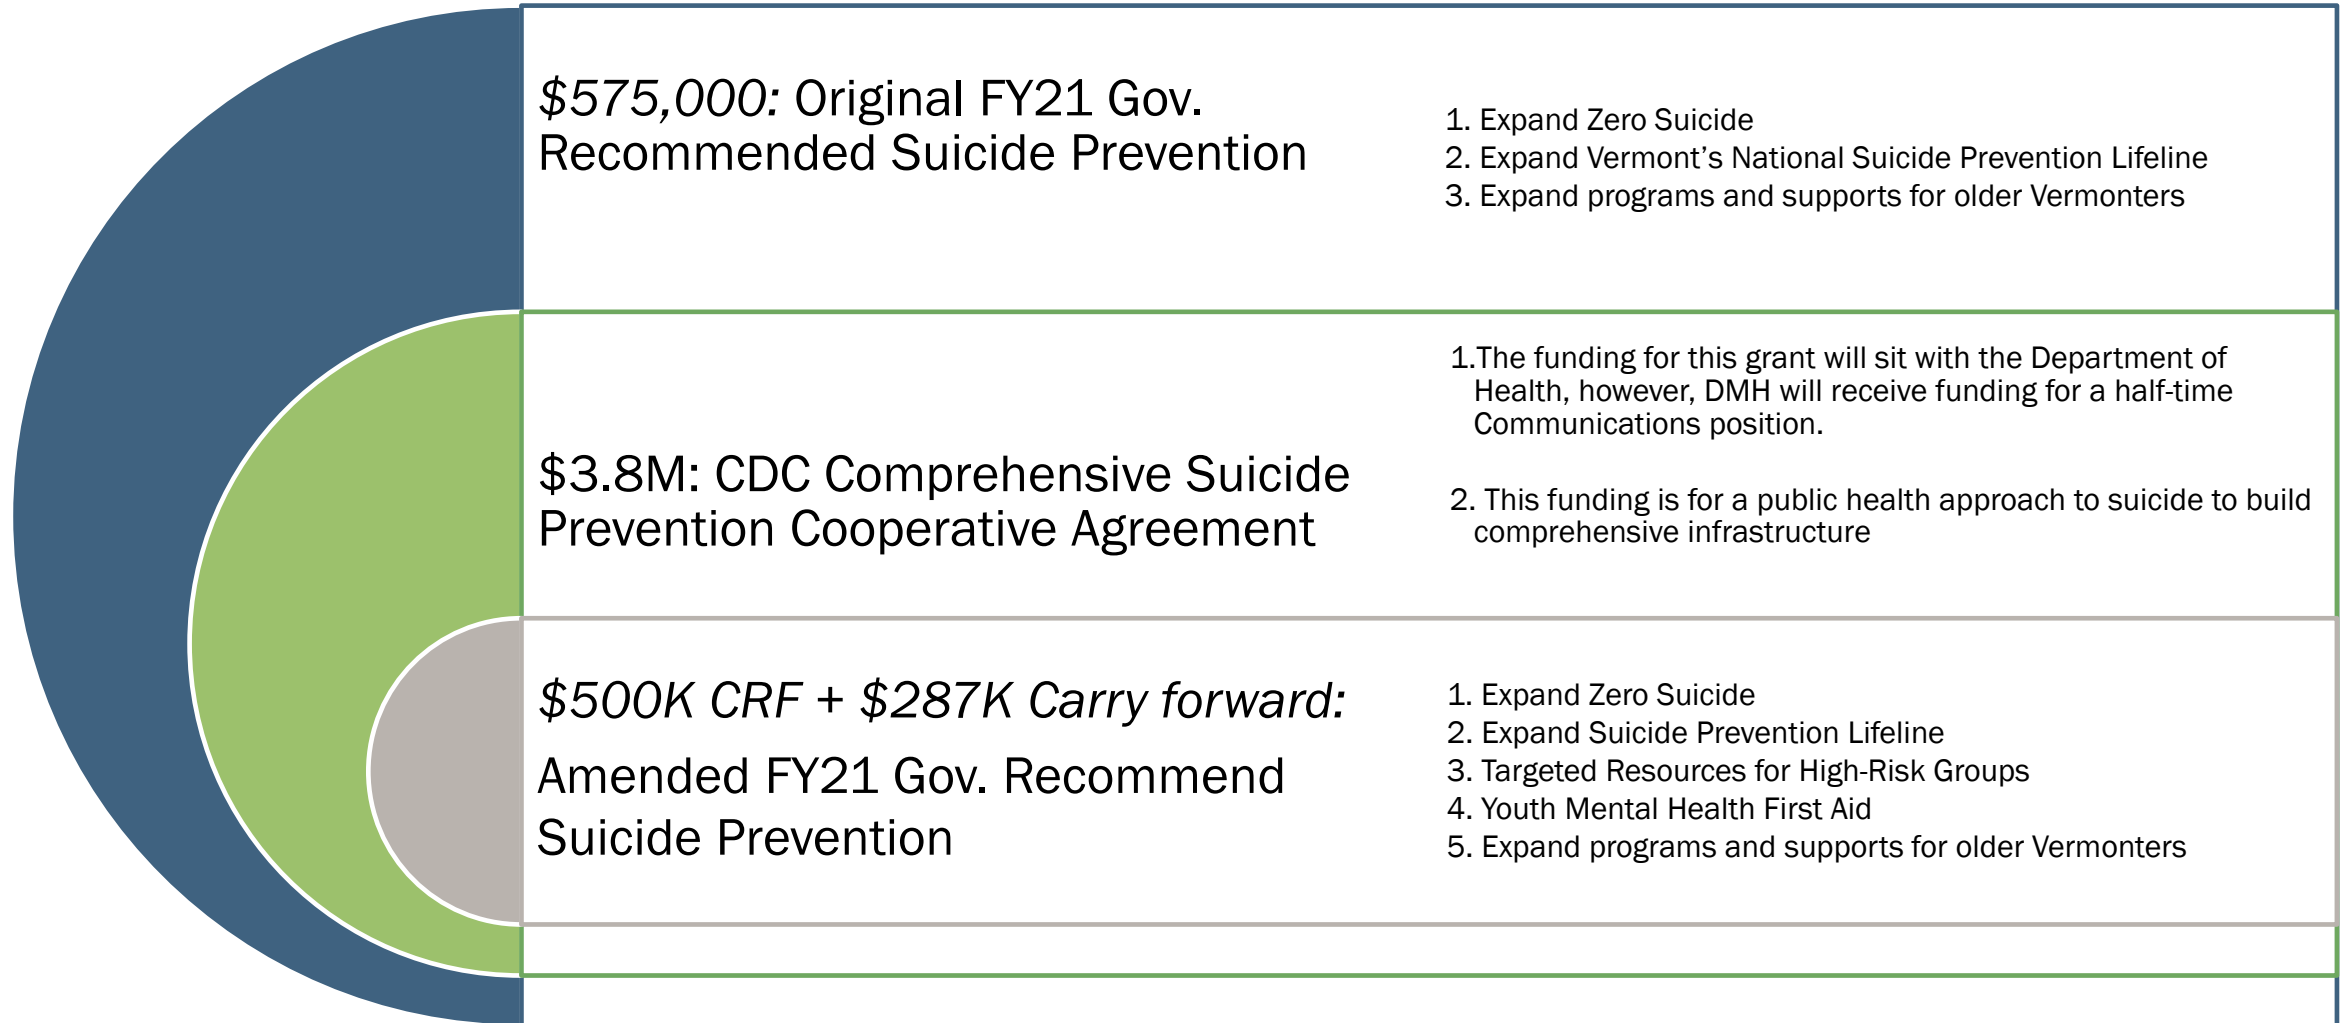 $575,000: Original FY21 Gov.
Recommended Suicide Prevention
1. Expand Zero Suicide
2. Expand Vermont’s National Suicide Prevention Lifeline
3. Expand programs and supports for older Vermonters
$3.8M: CDC Comprehensive Suicide
Prevention Cooperative Agreement
1.The funding for this grant will sit with the Department of
Health, however, DMH will receive funding for a half-time
Communications position.
2. This funding is for a public health approach to suicide to build
comprehensive infrastructure
$500K CRF + $287K Carry forward:
Amended FY21 Gov. Recommend
Suicide Prevention
1. Expand Zero Suicide
2. Expand Suicide Prevention Lifeline
3. Targeted Resources for High-Risk Groups
4. Youth Mental Health First Aid
5. Expand programs and supports for older Vermonters